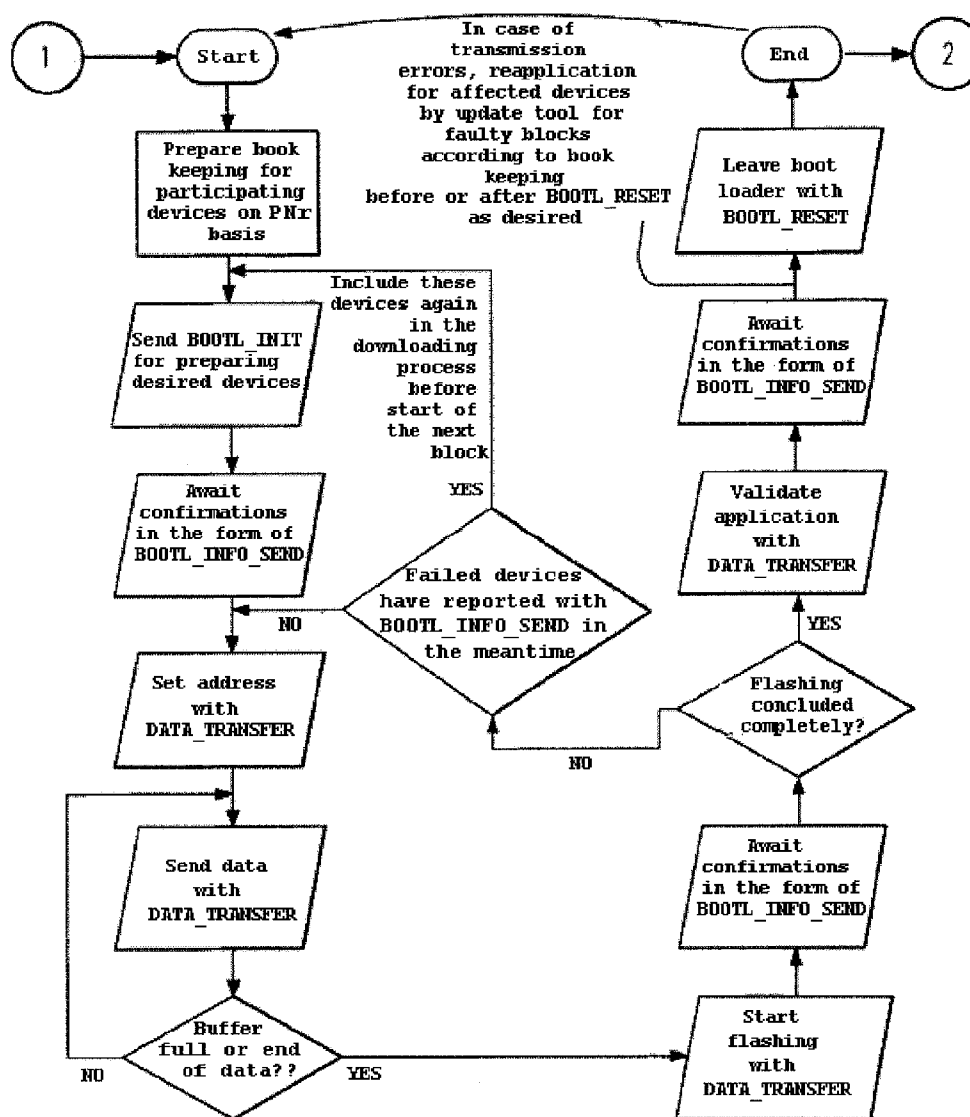 1
Start
In case of
transmission
errors, reapplication
for affected devices
by update tool for
faulty blocks
according to book
keeping
before or after BOOTL_RESET
as desired
End
2
Prepare book
keeping for
participating
devices on PNr
basis
Leave boot
loader with
BOOTL_RESET
Include these
devices again
in the
downloading
process
before
start of
the next
block
Send BOOTL_INIT
for preparing
desired devices
Await
confirmations
in the form of
BOOTL_INFO_SEND
Await
confirmations
in the form of
BOOTL_INFO_SEND
YES
Validate
application
with
DATA_TRANSFER
Failed devices
have reported with
BOOTL_INFO_SEND in
the meantime
NO
YES
Set address
with
DATA_TRANSFER
Flashing
concluded
completely?
NO
Send data
with
DATA_TRANSFER
Await
confirmations
in the form of
BOOTL_INFO_SEND
Buffer
full or end
of data??
NO
YES
Start
flashing
with
DATA_TRANSFER